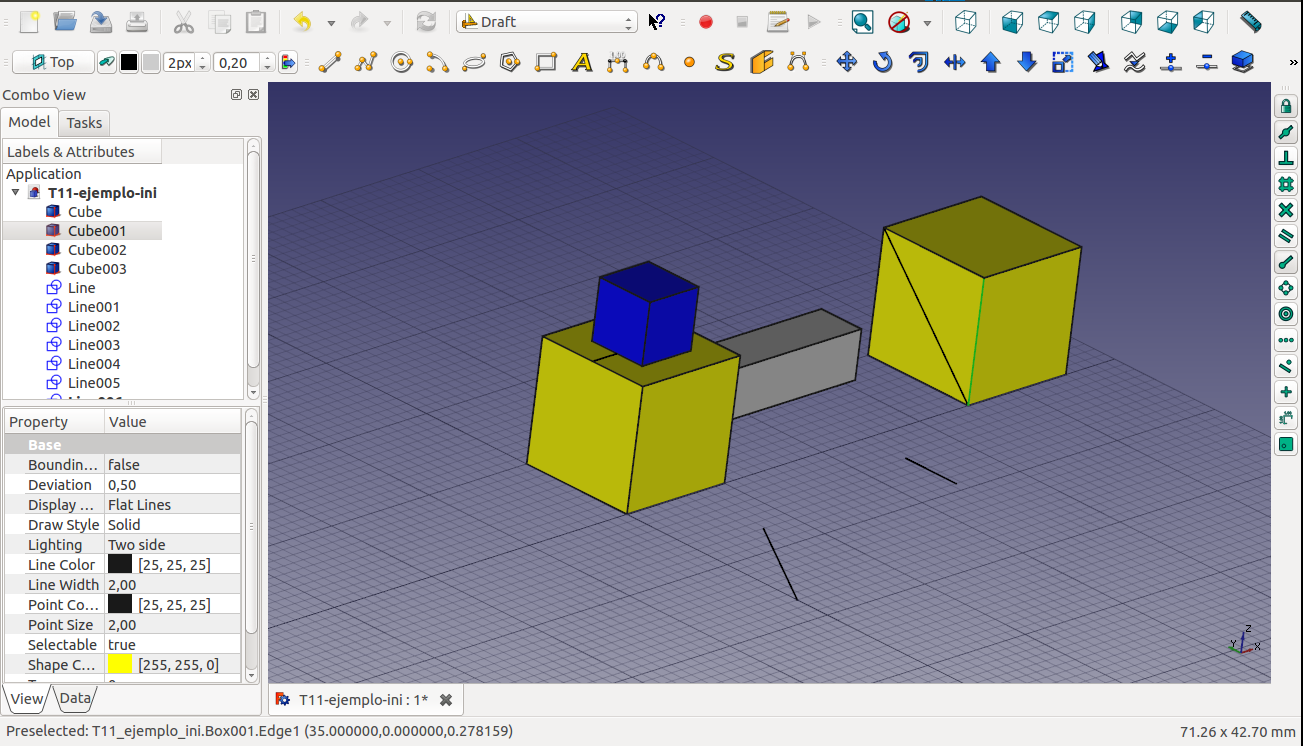 Draft
Top
2px
0,20
Combo View
Model
Tasks
Labels & Attributes
Application
T11-ejemplo-ini
Cube
Cube001
Cube002
Cube003
Line
Line001
Line002
Line003
Line004
Line005
Property Value
Base
Boundin... false
Deviation 0,50
Display ... Flat Lines
Draw Style Solid
Lighting Two side
Line Color [25, 25, 25]
Line Width 2,00
Point Co... [25, 25, 25]
Point Size 2,00
Selectable true
Shape C... [255, 255, 0]
View
Data
Z
Y
X
T11-ejemplo-ini : 1*
Preselected: T11_ejemplo_ini.Box001.Edge1 (35.000000,0.000000,0.278159)
71.26 x 42.70 mm